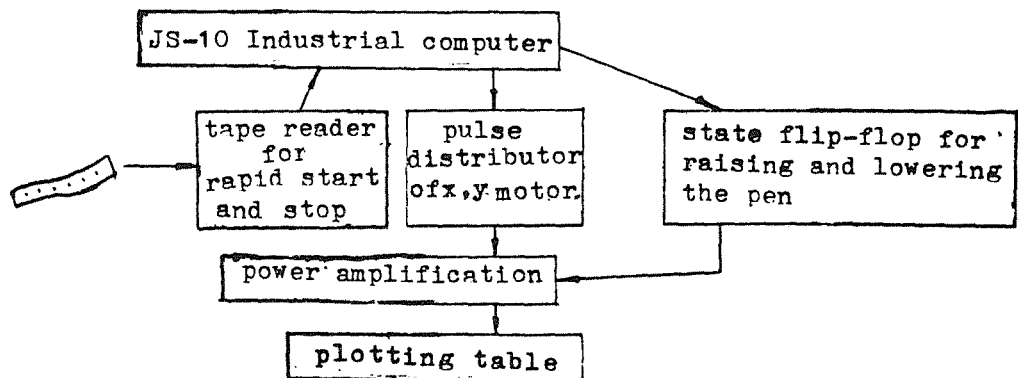 JS-10 Industrial computer
tape reader
for
rapid start
and stop
pulse
distributor
ofx,y motor.
state flip-flop for
raising and lowering
the pen
power amplification
plotting table